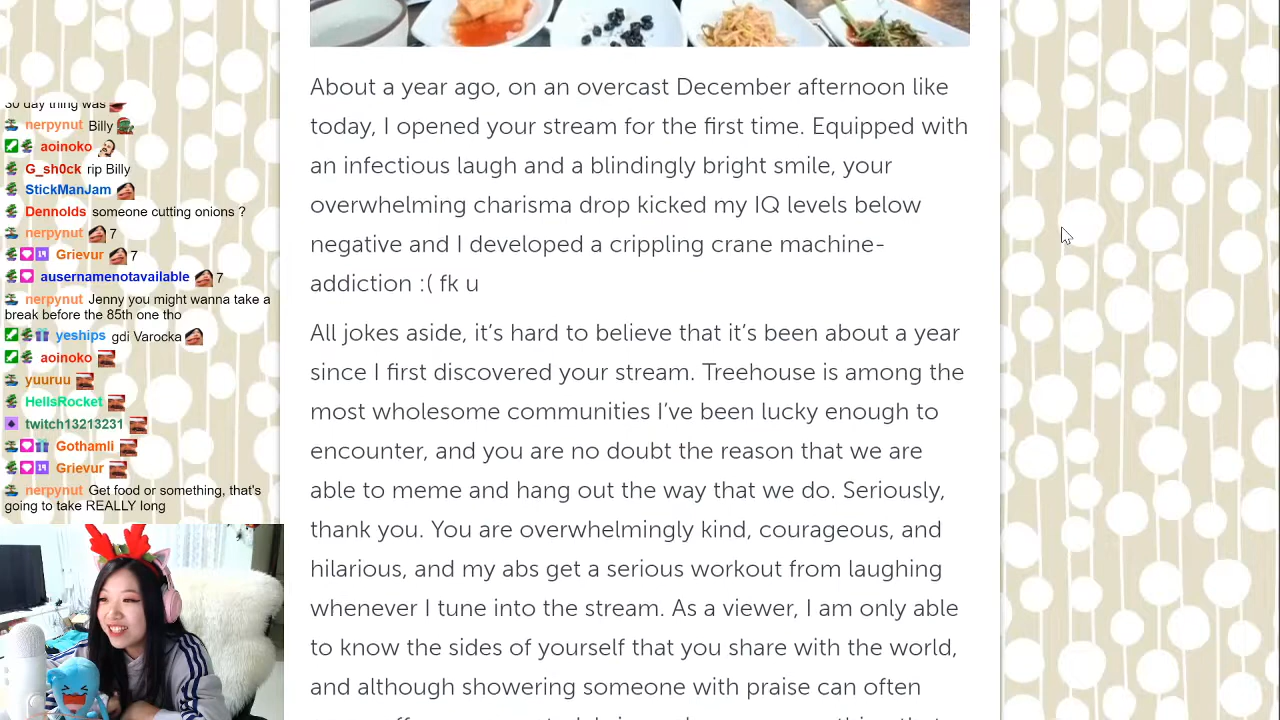 30 day thing was
nerpynut Billy
aoinoko
G_sh0ck rip Billy
StickManJam
Dennolds someone cutting onions ?
nerpynut 7
Grievur 7
ausernamenotavailable 7
nerpynut Jenny you might wanna take a
break before the 85th one tho
yeships gdi Varocka
aoinoko
yuuruu
HellsRocket
twitch13213231
Gothamli
Grievur
nerpynut Get food or something, that's
going to take REALLY long
About a year ago, on an overcast December afternoon like
today, I opened your stream for the first time. Equipped with
an infectious laugh and a blindingly bright smile, your
overwhelming charisma drop kicked my IQ levels below
negative and I developed a crippling crane machine-
addiction :( fk u
All jokes aside, it’s hard to believe that it’s been about a year
since I first discovered your stream. Treehouse is among the
most wholesome communities I’ve been lucky enough to
encounter, and you are no doubt the reason that we are
able to meme and hang out the way that we do. Seriously,
thank you. You are overwhelmingly kind, courageous, and
hilarious, and my abs get a serious workout from laughing
whenever I tune into the stream. As a viewer, I am only able
to know the sides of yourself that you share with the world,
and although showering someone with praise can often